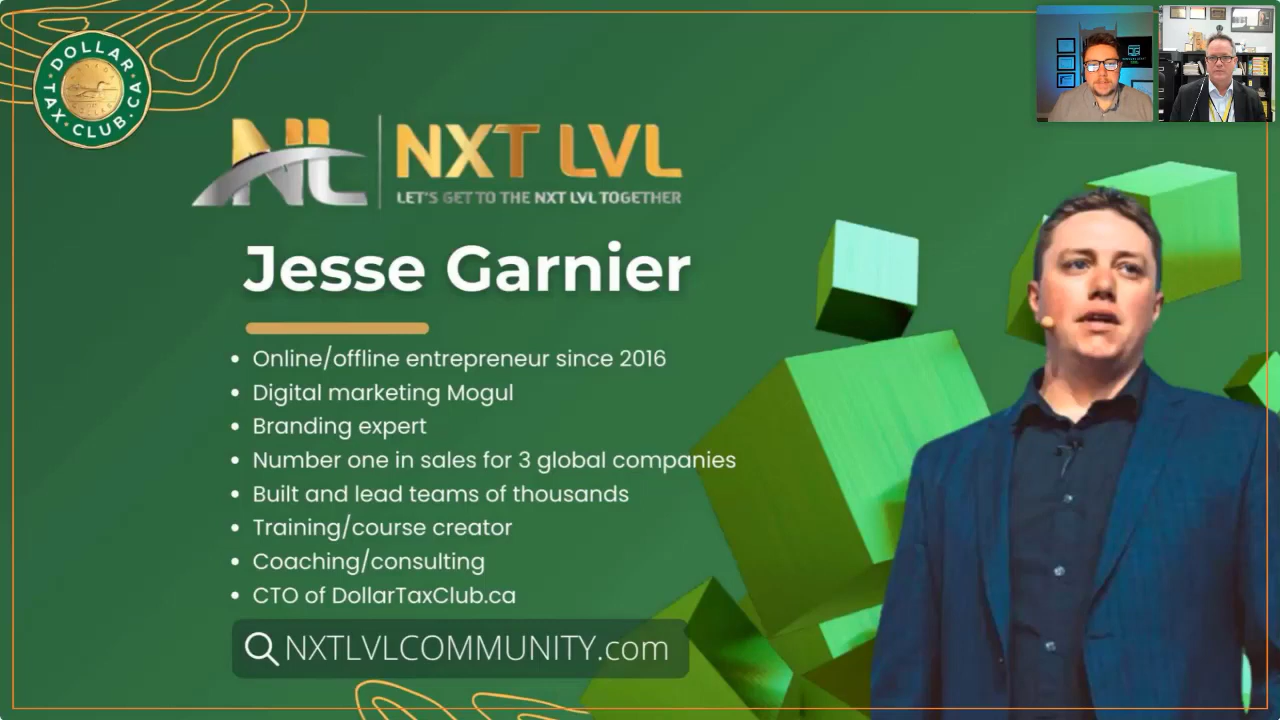 DOLLAR TAX CLUB.CA
NL NXT LVL
LET'S GET TO THE NXT LVL TOGETHER
Jesse Garnier
• Online/offline entrepreneur since 2016
• Digital marketing Mogul
• Branding expert
• Number one in sales for 3 global companies
• Built and lead teams of thousands
• Training/course creator
• Coaching/consulting
• CTO of DollarTaxClub.ca
NXTLVLCOMMUNITY.com